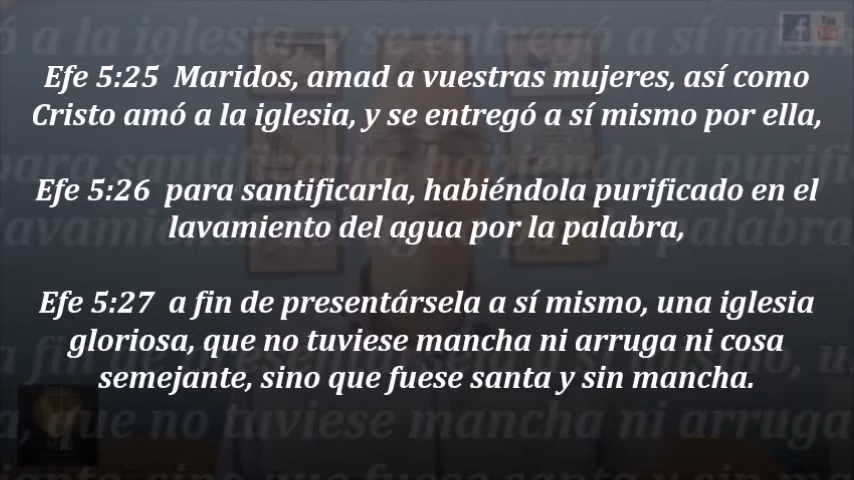 Efe 5:25 Maridos, amad a vuestras mujeres, así como
Cristo amó a la iglesia, y se entregó a sí mismo por ella,
Efe 5:26 para santificarla, habiéndola purificado en el
lavamiento del agua por la palabra,
Efe 5:27 a fin de presentársela a sí mismo, una iglesia
gloriosa, que no tuviese mancha ni arruga ni cosa
semejante, sino que fuese santa y sin mancha.